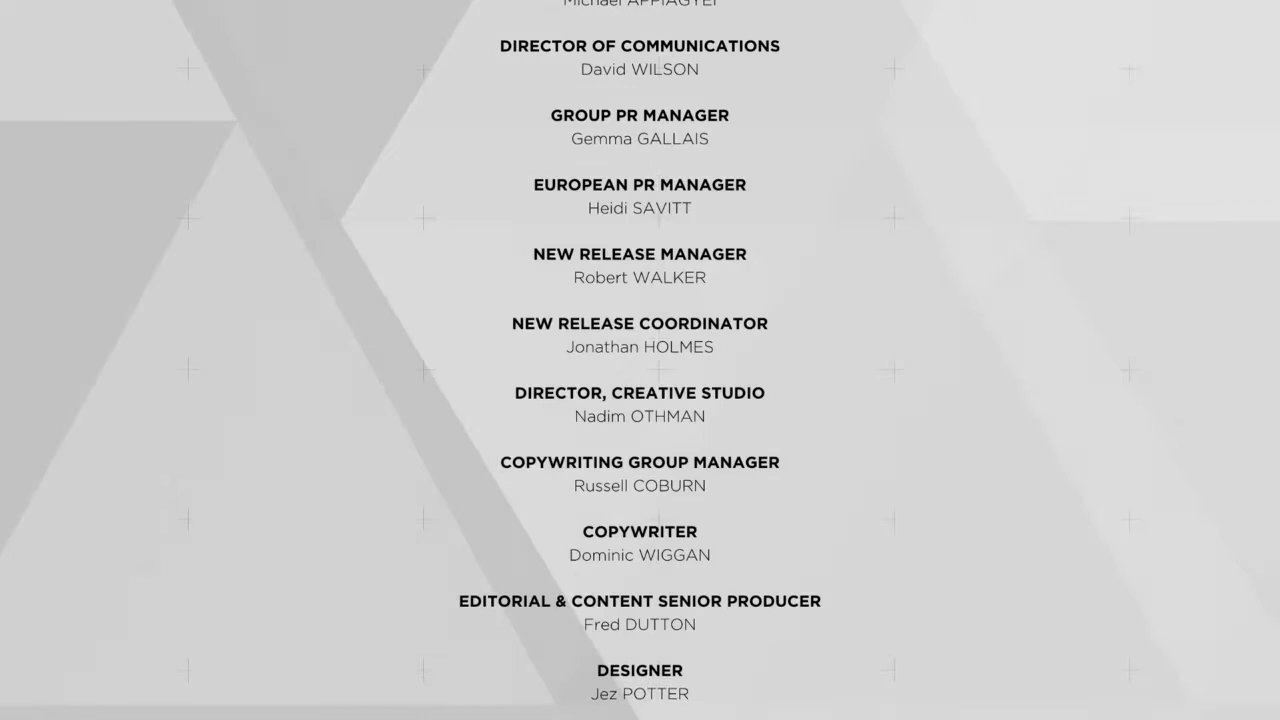 Michael APPIAGYEI
DIRECTOR OF COMMUNICATIONS
David WILSON
GROUP PR MANAGER
Gemma GALLAIS
EUROPEAN PR MANAGER
Heidi SAVITT
NEW RELEASE MANAGER
Robert WALKER
NEW RELEASE COORDINATOR
Jonathan HOLMES
DIRECTOR, CREATIVE STUDIO
Nadim OTHMAN
COPYWRITING GROUP MANAGER
Russell COBURN
COPYWRITER
Dominic WIGGAN
EDITORIAL & CONTENT SENIOR PRODUCER
Fred DUTTON
DESIGNER
Jez POTTER